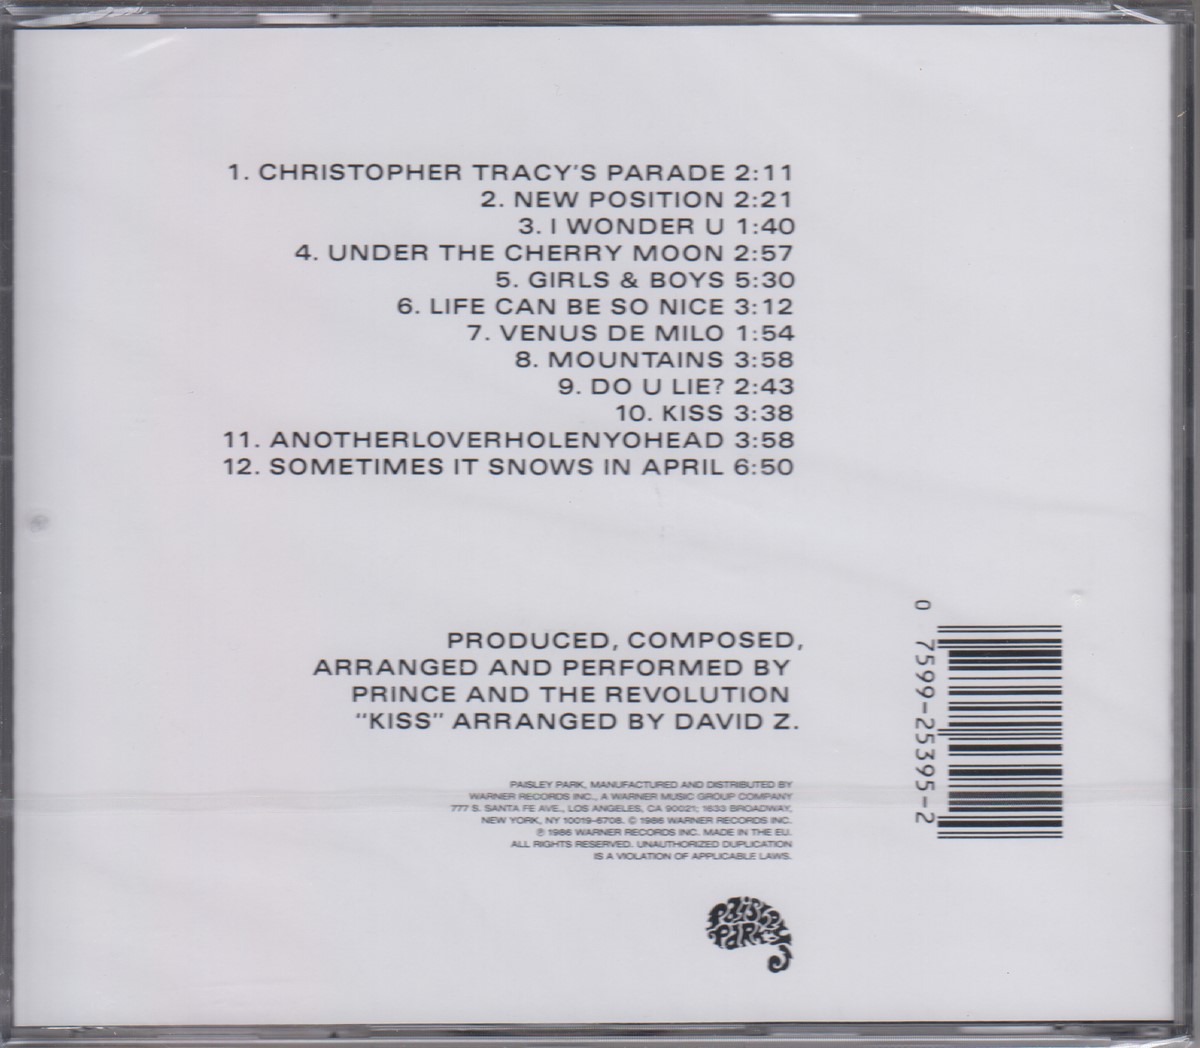 1. CHRISTOPHER TRACY'S PARADE 2:11
2. NEW POSITION 2:21
3. I WONDER U 1:40
4. UNDER THE CHERRY MOON 2:57
5. GIRLS & BOYS 5:30
6. LIFE CAN BE SO NICE 3:12
7. VENUS DE MILO 1:54
8. MOUNTAINS 3:58
9. DO U LIE? 2:43
10. KISS 3:38
11. ANOTHERLOVERHOLENYOHEAD 3:58
12. SOMETIMES IT SNOWS IN APRIL 6:50
PRODUCED, COMPOSED,
ARRANGED AND PERFORMED BY
PRINCE AND THE REVOLUTION
"KISS" ARRANGED BY DAVID Z.
PAISLEY PARK, MANUFACTURED AND DISTRIBUTED BY
WARNER RECORDS INC., A WARNER MUSIC GROUP COMPANY
777 S. SANTA FE AVE., LOS ANGELES, CA 90021; 1633 BROADWAY,
NEW YORK, NY 10019-6708. © 1986 WARNER RECORDS INC.
℗ 1986 WARNER RECORDS INC. MADE IN THE EU.
ALL RIGHTS RESERVED. UNAUTHORIZED DUPLICATION
IS A VIOLATION OF APPLICABLE LAWS.
PAISLEY
PARK
0 7599-25395-2